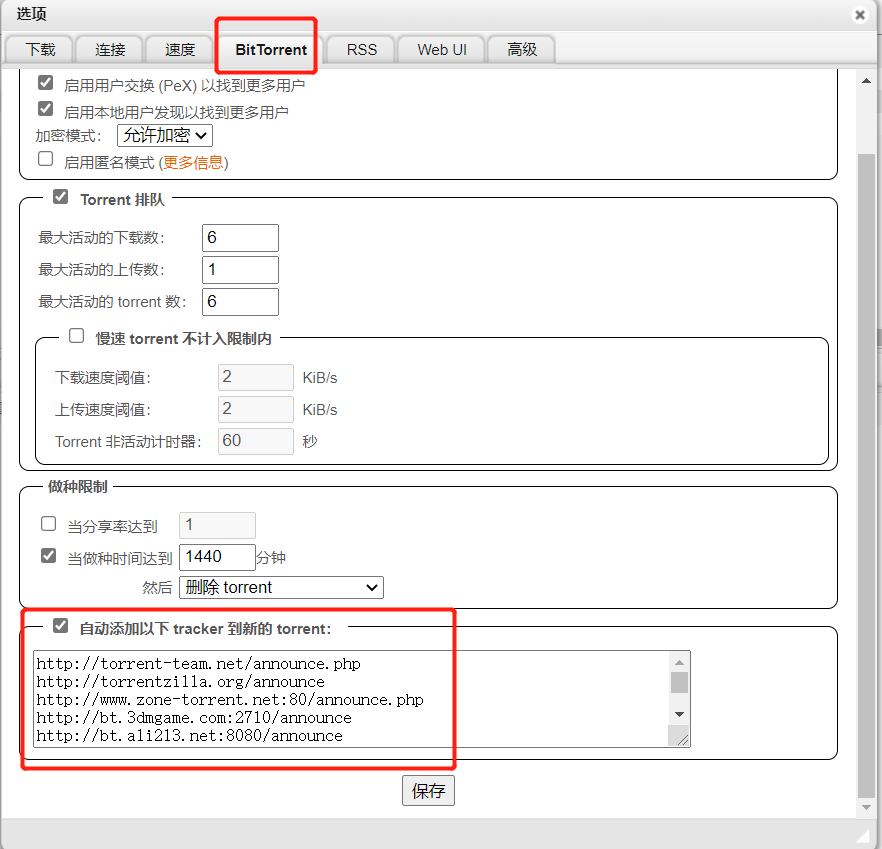 选项
下载 连接 速度 BitTorrent RSS Web UI 高级
启用用户交换 (PeX) 以找到更多用户
启用本地用户发现以找到更多用户
加密模式： 允许加密
启用匿名模式 (更多信息)
Torrent 排队
最大活动的下载数： 6
最大活动的上传数： 1
最大活动的 torrent 数： 6
慢速 torrent 不计入限制内
下载速度阈值： 2 KiB/s
上传速度阈值： 2 KiB/s
Torrent 非活动计时器： 60 秒
做种限制
当分享率达到 1
当做种时间达到 1440 分钟
然后 删除 torrent
自动添加以下 tracker 到新的 torrent：
http://torrent-team.net/announce.php
http://torrentzilla.org/announce
http://www.zone-torrent.net:80/announce.php
http://bt.3dmgame.com:2710/announce
http://bt.ali213.net:8080/announce
保存